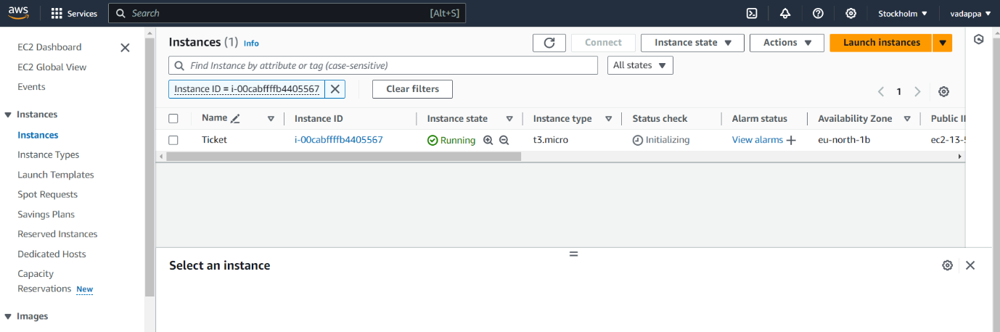 aws Services Search [Alt+S] Stockholm vadappa
EC2 Dashboard
EC2 Global View
Events
Instances
Instances
Instance Types
Launch Templates
Spot Requests
Savings Plans
Reserved Instances
Dedicated Hosts
Capacity
Reservations New
Images
Instances (1) Info Connect Instance state Actions Launch instances
Find Instance by attribute or tag (case-sensitive) All states
Instance ID = i-00cabffffb4405567 Clear filters 1
Name Instance ID Instance state Instance type Status check Alarm status Availability Zone Public
Ticket i-00cabffffb4405567 Running t3.micro Initializing View alarms eu-north-1b ec2-13-
Select an instance